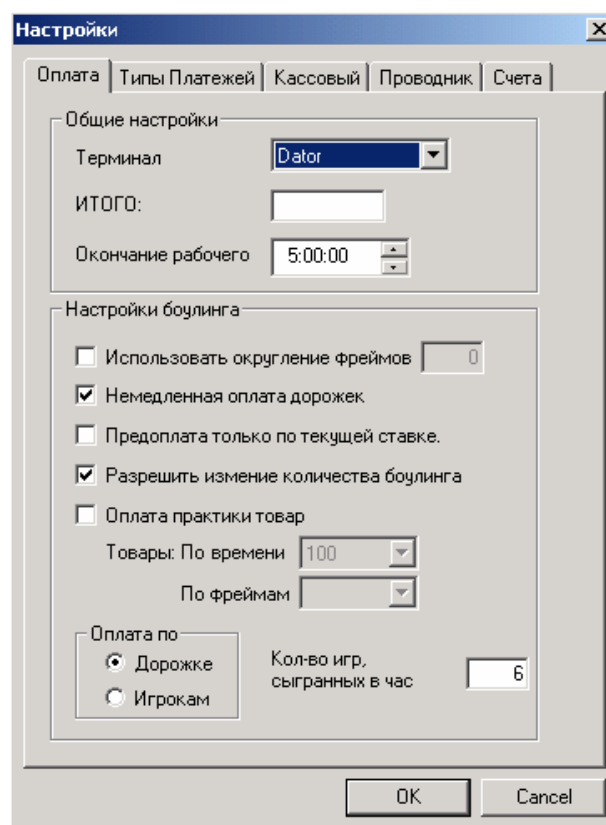 Настройки
Оплата Типы Платежей Кассовый Проводник Счета
Общие настройки
Терминал Dator
ИТОГО:
Окончание рабочего 5:00:00
Настройки боулинга
Использовать округление фреймов 0
Немедленная оплата дорожек
Предоплата только по текущей ставке.
Разрешить измение количества боулинга
Оплата практики товар
Товары: По времени 100
По фреймам
Оплата по
Дорожке
Игрокам
Кол-во игр,
сыгранных в час 6
OK Cancel